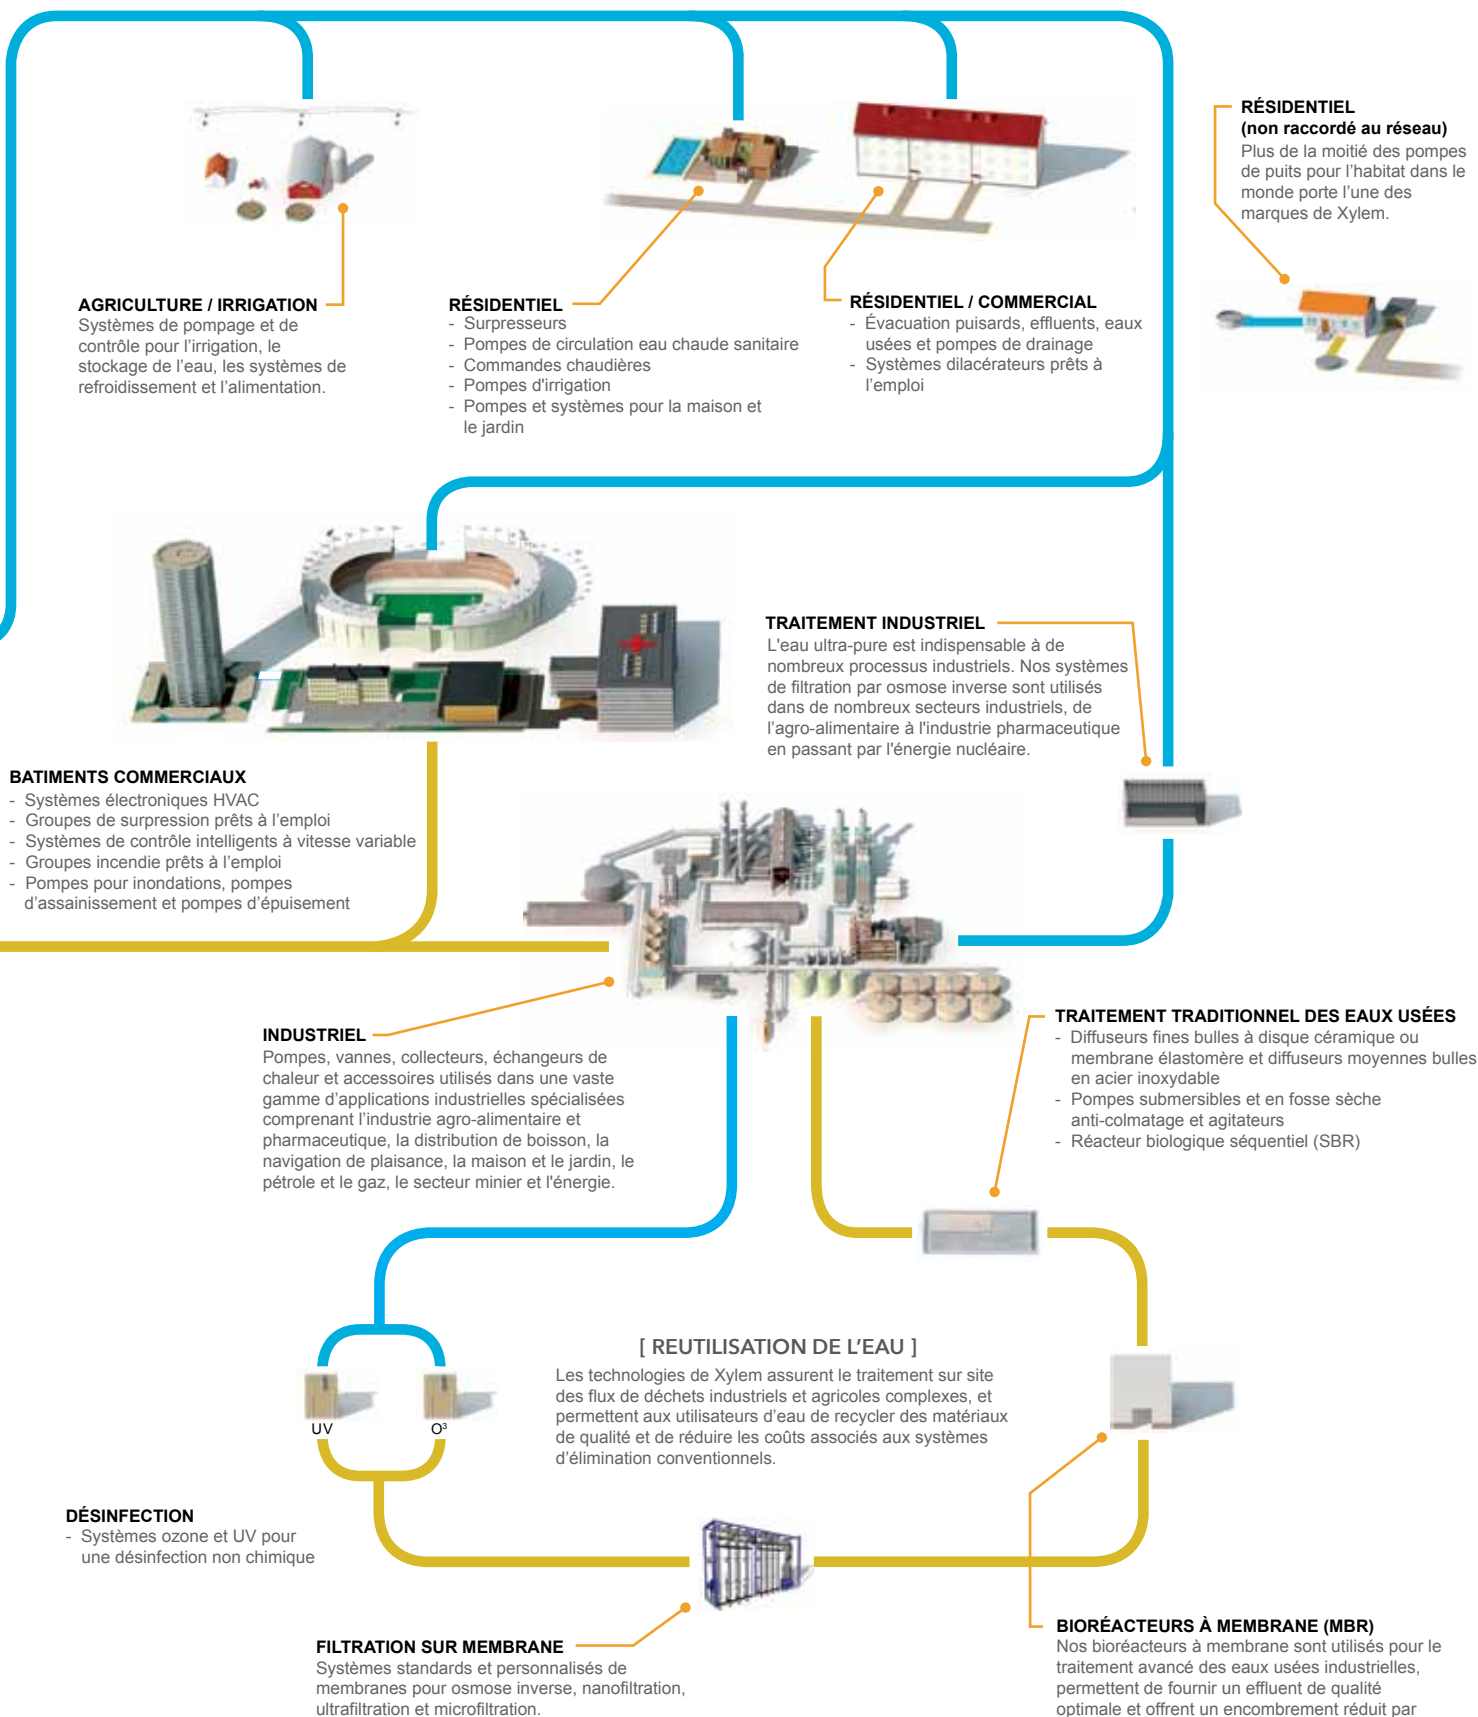 RÉSIDENTIEL
(non raccordé au réseau)
Plus de la moitié des pompes
de puits pour l'habitat dans le
monde porte l'une des
marques de Xylem.
AGRICULTURE / IRRIGATION
Systèmes de pompage et de
contrôle pour l'irrigation, le
stockage de l'eau, les systèmes de
refroidissement et l'alimentation.
RÉSIDENTIEL
- Surpresseurs
- Pompes de circulation eau chaude sanitaire
- Commandes chaudières
- Pompes d'irrigation
- Pompes et systèmes pour la maison et
le jardin
RÉSIDENTIEL / COMMERCIAL
- Évacuation puisards, effluents, eaux
usées et pompes de drainage
- Systèmes dilacérateurs prêts à
l'emploi
TRAITEMENT INDUSTRIEL
L'eau ultra-pure est indispensable à de
nombreux processus industriels. Nos systèmes
de filtration par osmose inverse sont utilisés
dans de nombreux secteurs industriels, de
l'agro-alimentaire à l'industrie pharmaceutique
en passant par l'énergie nucléaire.
BATIMENTS COMMERCIAUX
- Systèmes électroniques HVAC
- Groupes de surpression prêts à l'emploi
- Systèmes de contrôle intelligents à vitesse variable
- Groupes incendie prêts à l'emploi
- Pompes pour inondations, pompes
d'assainissement et pompes d'épuisement
INDUSTRIEL
Pompes, vannes, collecteurs, échangeurs de
chaleur et accessoires utilisés dans une vaste
gamme d'applications industrielles spécialisées
comprenant l'industrie agro-alimentaire et
pharmaceutique, la distribution de boisson, la
navigation de plaisance, la maison et le jardin, le
pétrole et le gaz, le secteur minier et l'énergie.
TRAITEMENT TRADITIONNEL DES EAUX USÉES
- Diffuseurs fines bulles à disque céramique ou
membrane élastomère et diffuseurs moyennes bulles
en acier inoxydable
- Pompes submersibles et en fosse sèche
anti-colmatage et agitateurs
- Réacteur biologique séquentiel (SBR)
[ REUTILISATION DE L'EAU ]
Les technologies de Xylem assurent le traitement sur site
des flux de déchets industriels et agricoles complexes, et
permettent aux utilisateurs d'eau de recycler des matériaux
de qualité et de réduire les coûts associés aux systèmes
d'élimination conventionnels.
UV
O³
DÉSINFECTION
- Systèmes ozone et UV pour
une désinfection non chimique
FILTRATION SUR MEMBRANE
Systèmes standards et personnalisés de
membranes pour osmose inverse, nanofiltration,
ultrafiltration et microfiltration.
BIORÉACTEURS À MEMBRANE (MBR)
Nos bioréacteurs à membrane sont utilisés pour le
traitement avancé des eaux usées industrielles,
permettent de fournir un effluent de qualité
optimale et offrent un encombrement réduit par